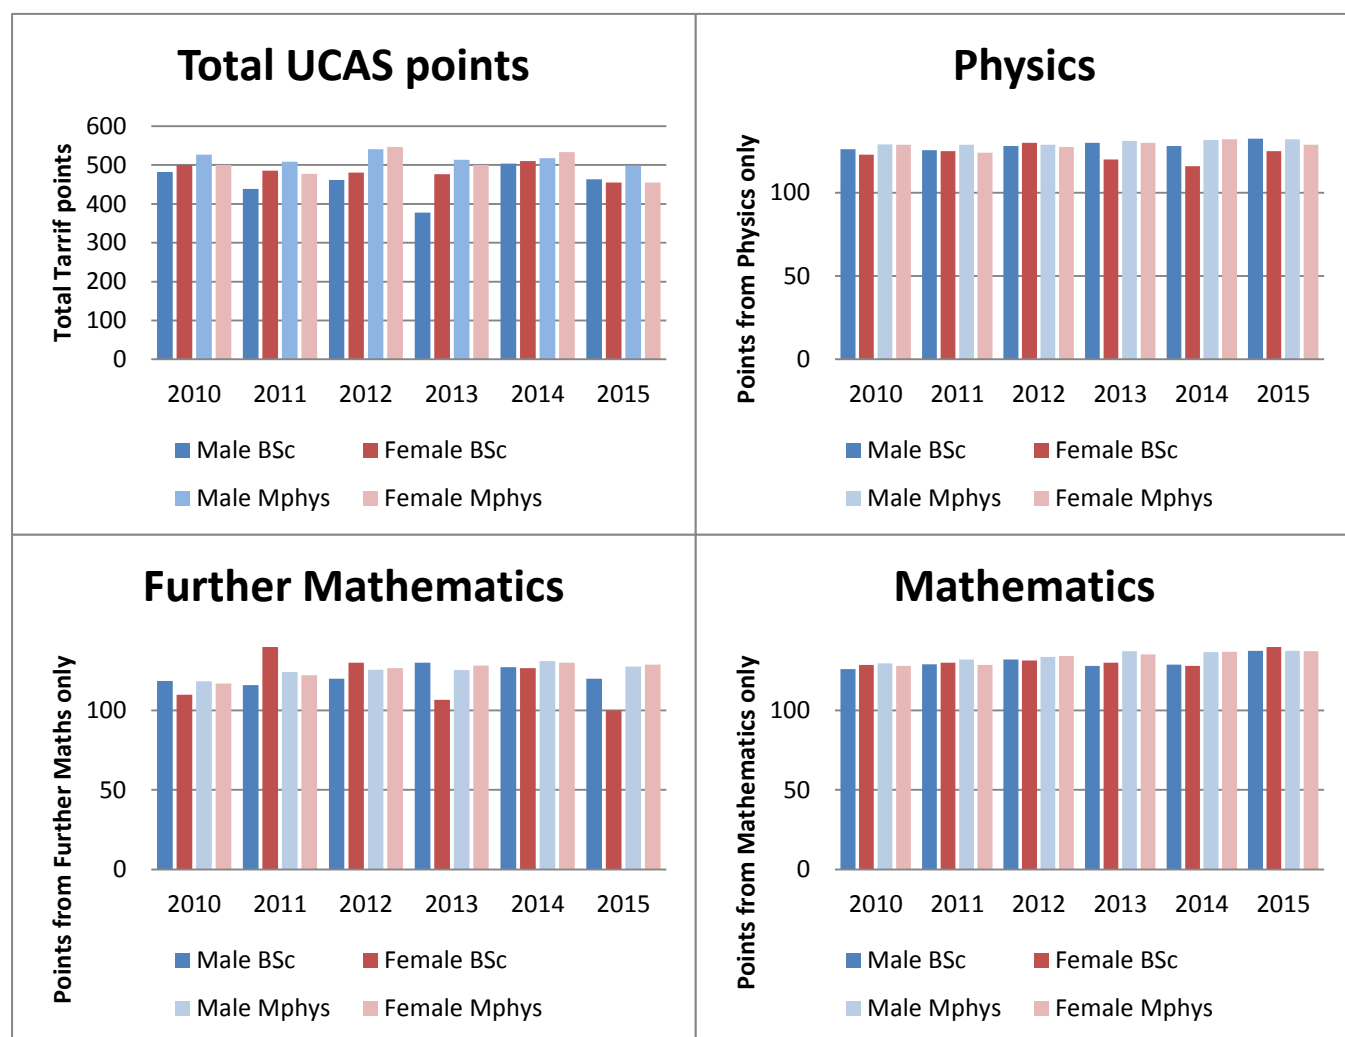 Total UCAS points
Total Tarrif points
600
500
400
300
200
100
0
2010 2011 2012 2013 2014 2015
Male BSc Female BSc
Male Mphys Female Mphys
Physics
Points from Physics only
100
50
0
2010 2011 2012 2013 2014 2015
Male BSc Female BSc
Male Mphys Female Mphys
Further Mathematics
Points from Further Maths only
100
50
0
2010 2011 2012 2013 2014 2015
Male BSc Female BSc
Male Mphys Female Mphys
Mathematics
Points from Mathematics only
100
50
0
2010 2011 2012 2013 2014 2015
Male BSc Female BSc
Male Mphys Female Mphys